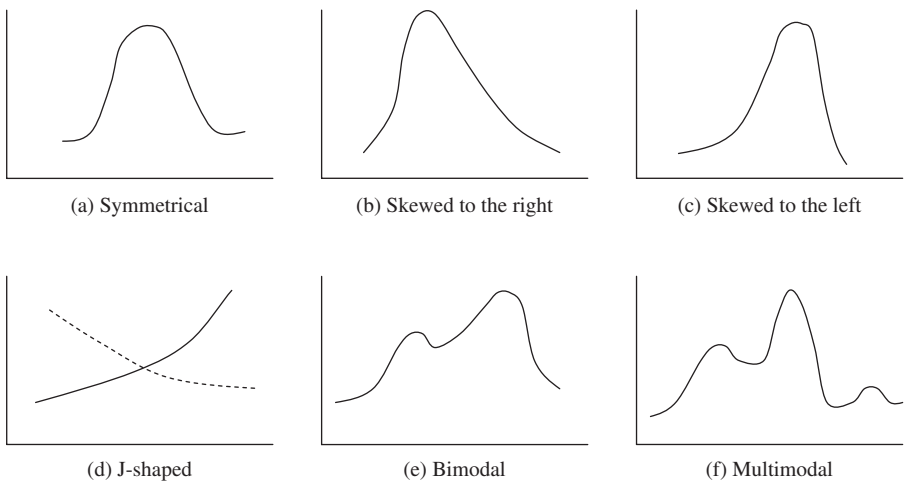 (a) Symmetrical
(b) Skewed to the right
(c) Skewed to the left
(d) J-shaped
(e) Bimodal
(f) Multimodal